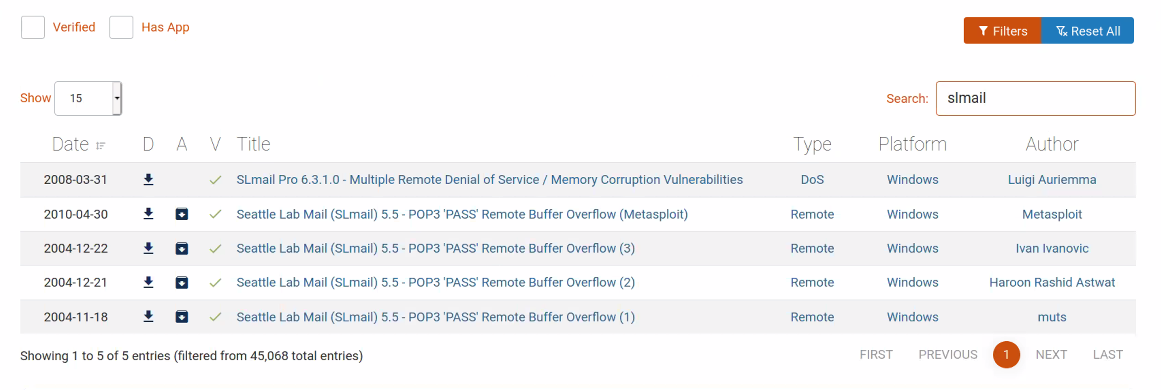 Verified Has App Filters Reset All
Show 15 Search: slmail
Date D A V Title Type Platform Author
2008-03-31 SLmail Pro 6.3.1.0 - Multiple Remote Denial of Service / Memory Corruption Vulnerabilities DoS Windows Luigi Auriemma
2010-04-30 Seattle Lab Mail (SLmail) 5.5 - POP3 'PASS' Remote Buffer Overflow (Metasploit) Remote Windows Metasploit
2004-12-22 Seattle Lab Mail (SLmail) 5.5 - POP3 'PASS' Remote Buffer Overflow (3) Remote Windows Ivan Ivanovic
2004-12-21 Seattle Lab Mail (SLmail) 5.5 - POP3 'PASS' Remote Buffer Overflow (2) Remote Windows Haroon Rashid Astwat
2004-11-18 Seattle Lab Mail (SLmail) 5.5 - POP3 'PASS' Remote Buffer Overflow (1) Remote Windows muts
Showing 1 to 5 of 5 entries (filtered from 45,068 total entries) FIRST PREVIOUS 1 NEXT LAST